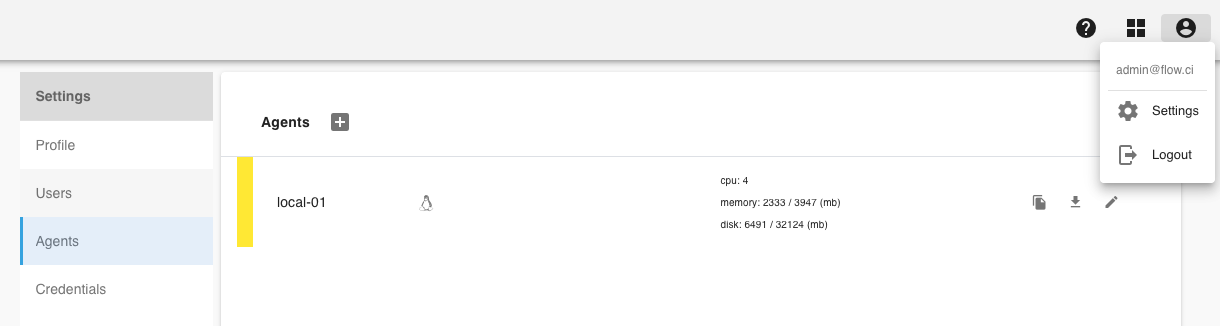 admin@flow.ci
Settings
Logout
Settings
Profile
Users
Agents
Credentials
Agents
local-01
cpu: 4
memory: 2333 / 3947 (mb)
disk: 6491 / 32124 (mb)